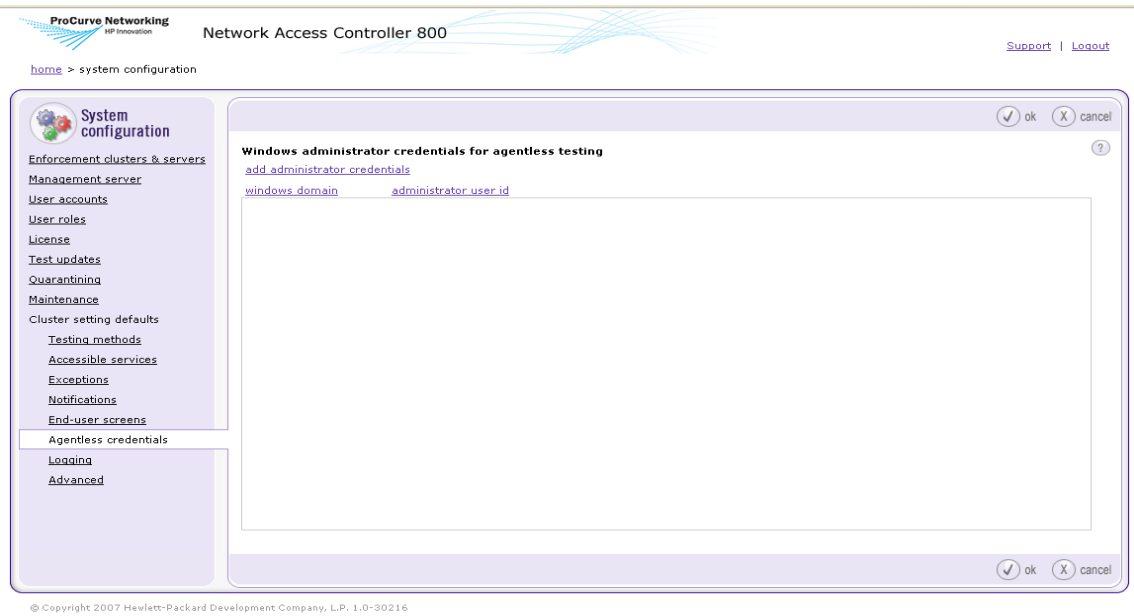 ProCurve Networking
HP Innovation
Network Access Controller 800
Support | Logout
home > system configuration
System
configuration
Enforcement clusters & servers
Management server
User accounts
User roles
License
Test updates
Quarantining
Maintenance
Cluster setting defaults
Testing methods
Accessible services
Exceptions
Notifications
End-user screens
Agentless credentials
Logging
Advanced
ok X cancel
Windows administrator credentials for agentless testing ?
add administrator credentials
windows domain administrator user id
ok X cancel
© Copyright 2007 Hewlett-Packard Development Company, L.P. 1.0-30216